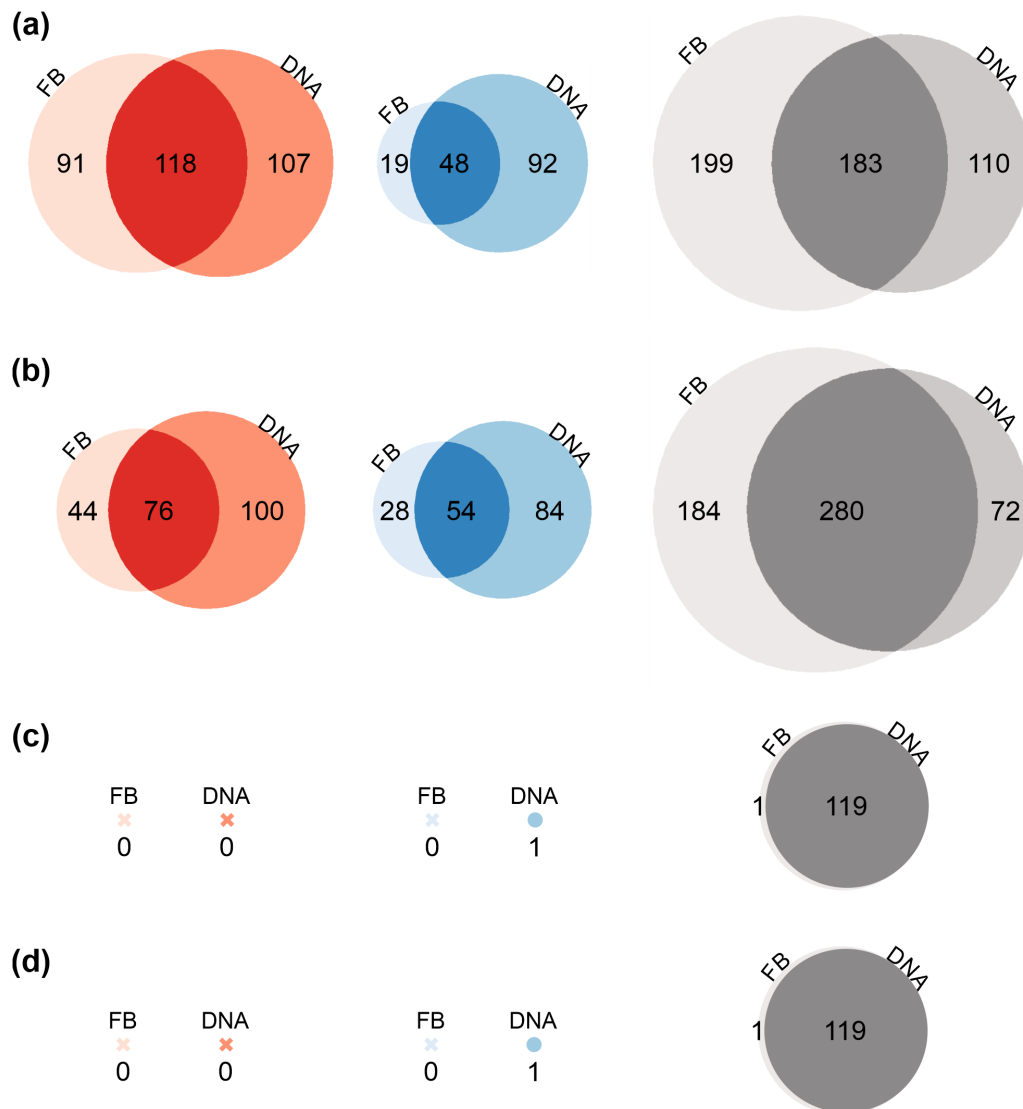 (a)
FB DNA FB DNA FB DNA
91 118 107 19 48 92 199 183 110
(b)
FB DNA FB DNA FB DNA
44 76 100 28 54 84 184 280 72
(c)
FB DNA
FB DNA FB DNA
1 119
0 0 0 1
(d)
FB DNA
FB DNA FB DNA
1 119
0 0 0 1